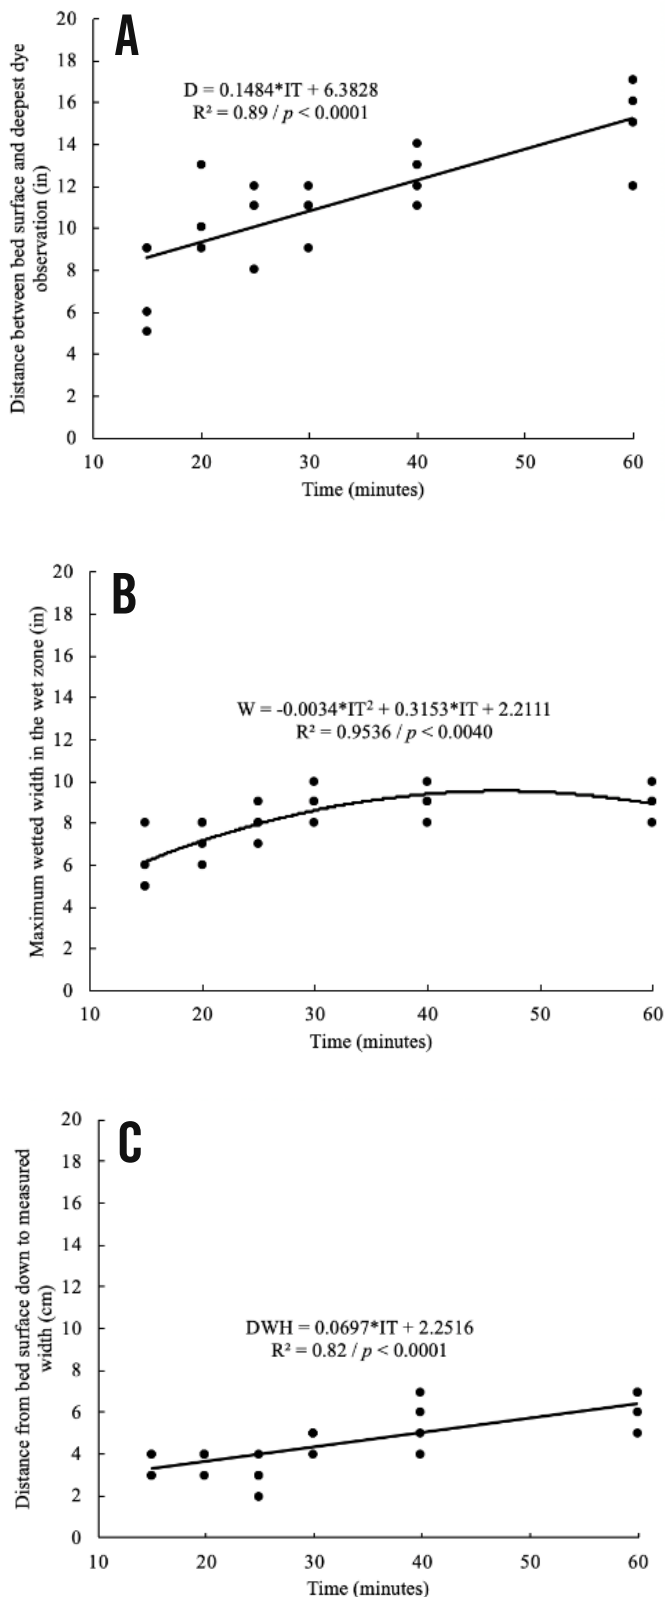 A
D = 0.1484*IT + 6.3828
R² = 0.89 / p < 0.0001
Distance between bed surface and deepest dye
observation (in)
20
18
16
14
12
10
8
6
4
2
0
10 20 30 40 50 60
Time (minutes)
B
W = -0.0034*IT² + 0.3153*IT + 2.2111
R² = 0.9536 / p < 0.0040
Maximum wetted width in the wet zone (in)
20
18
16
14
12
10
8
6
4
2
0
10 20 30 40 50 60
Time (minutes)
C
DWH = 0.0697*IT + 2.2516
R² = 0.82 / p < 0.0001
Distance from bed surface down to measured
width (cm)
20
18
16
14
12
10
8
6
4
2
0
10 20 30 40 50 60
Time (minutes)